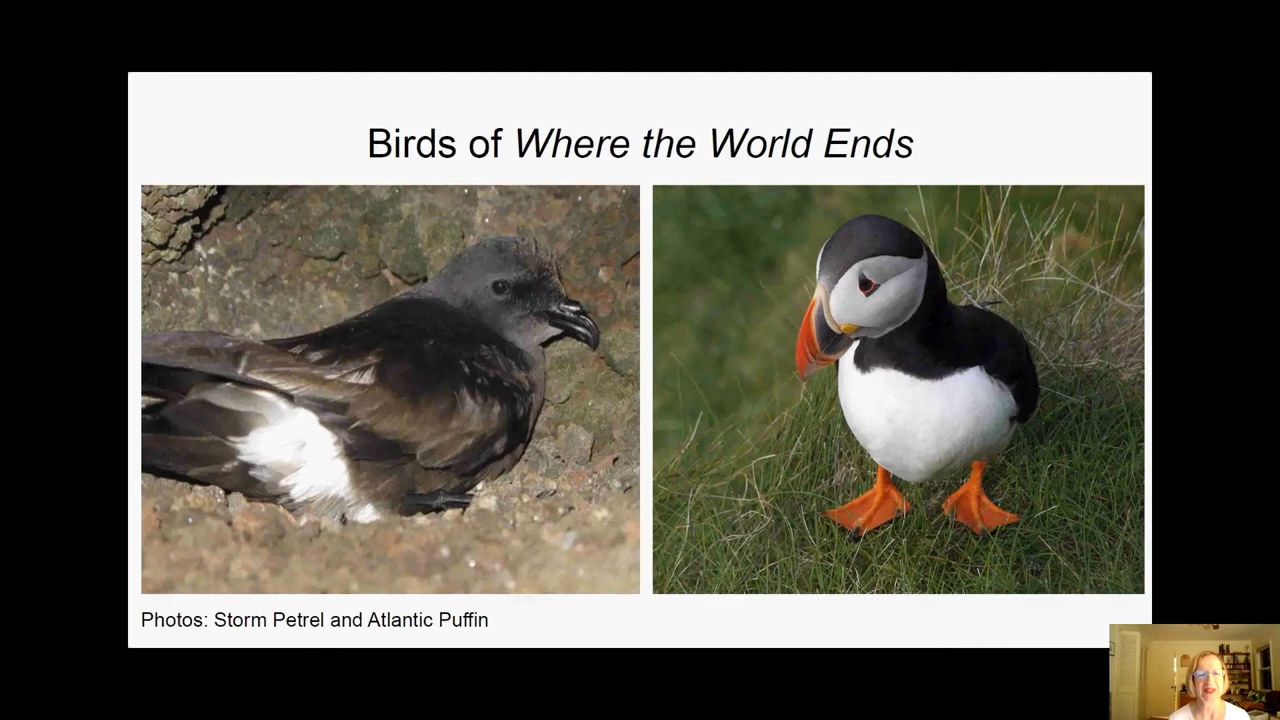 Birds of Where the World Ends
Photos: Storm Petrel and Atlantic Puffin